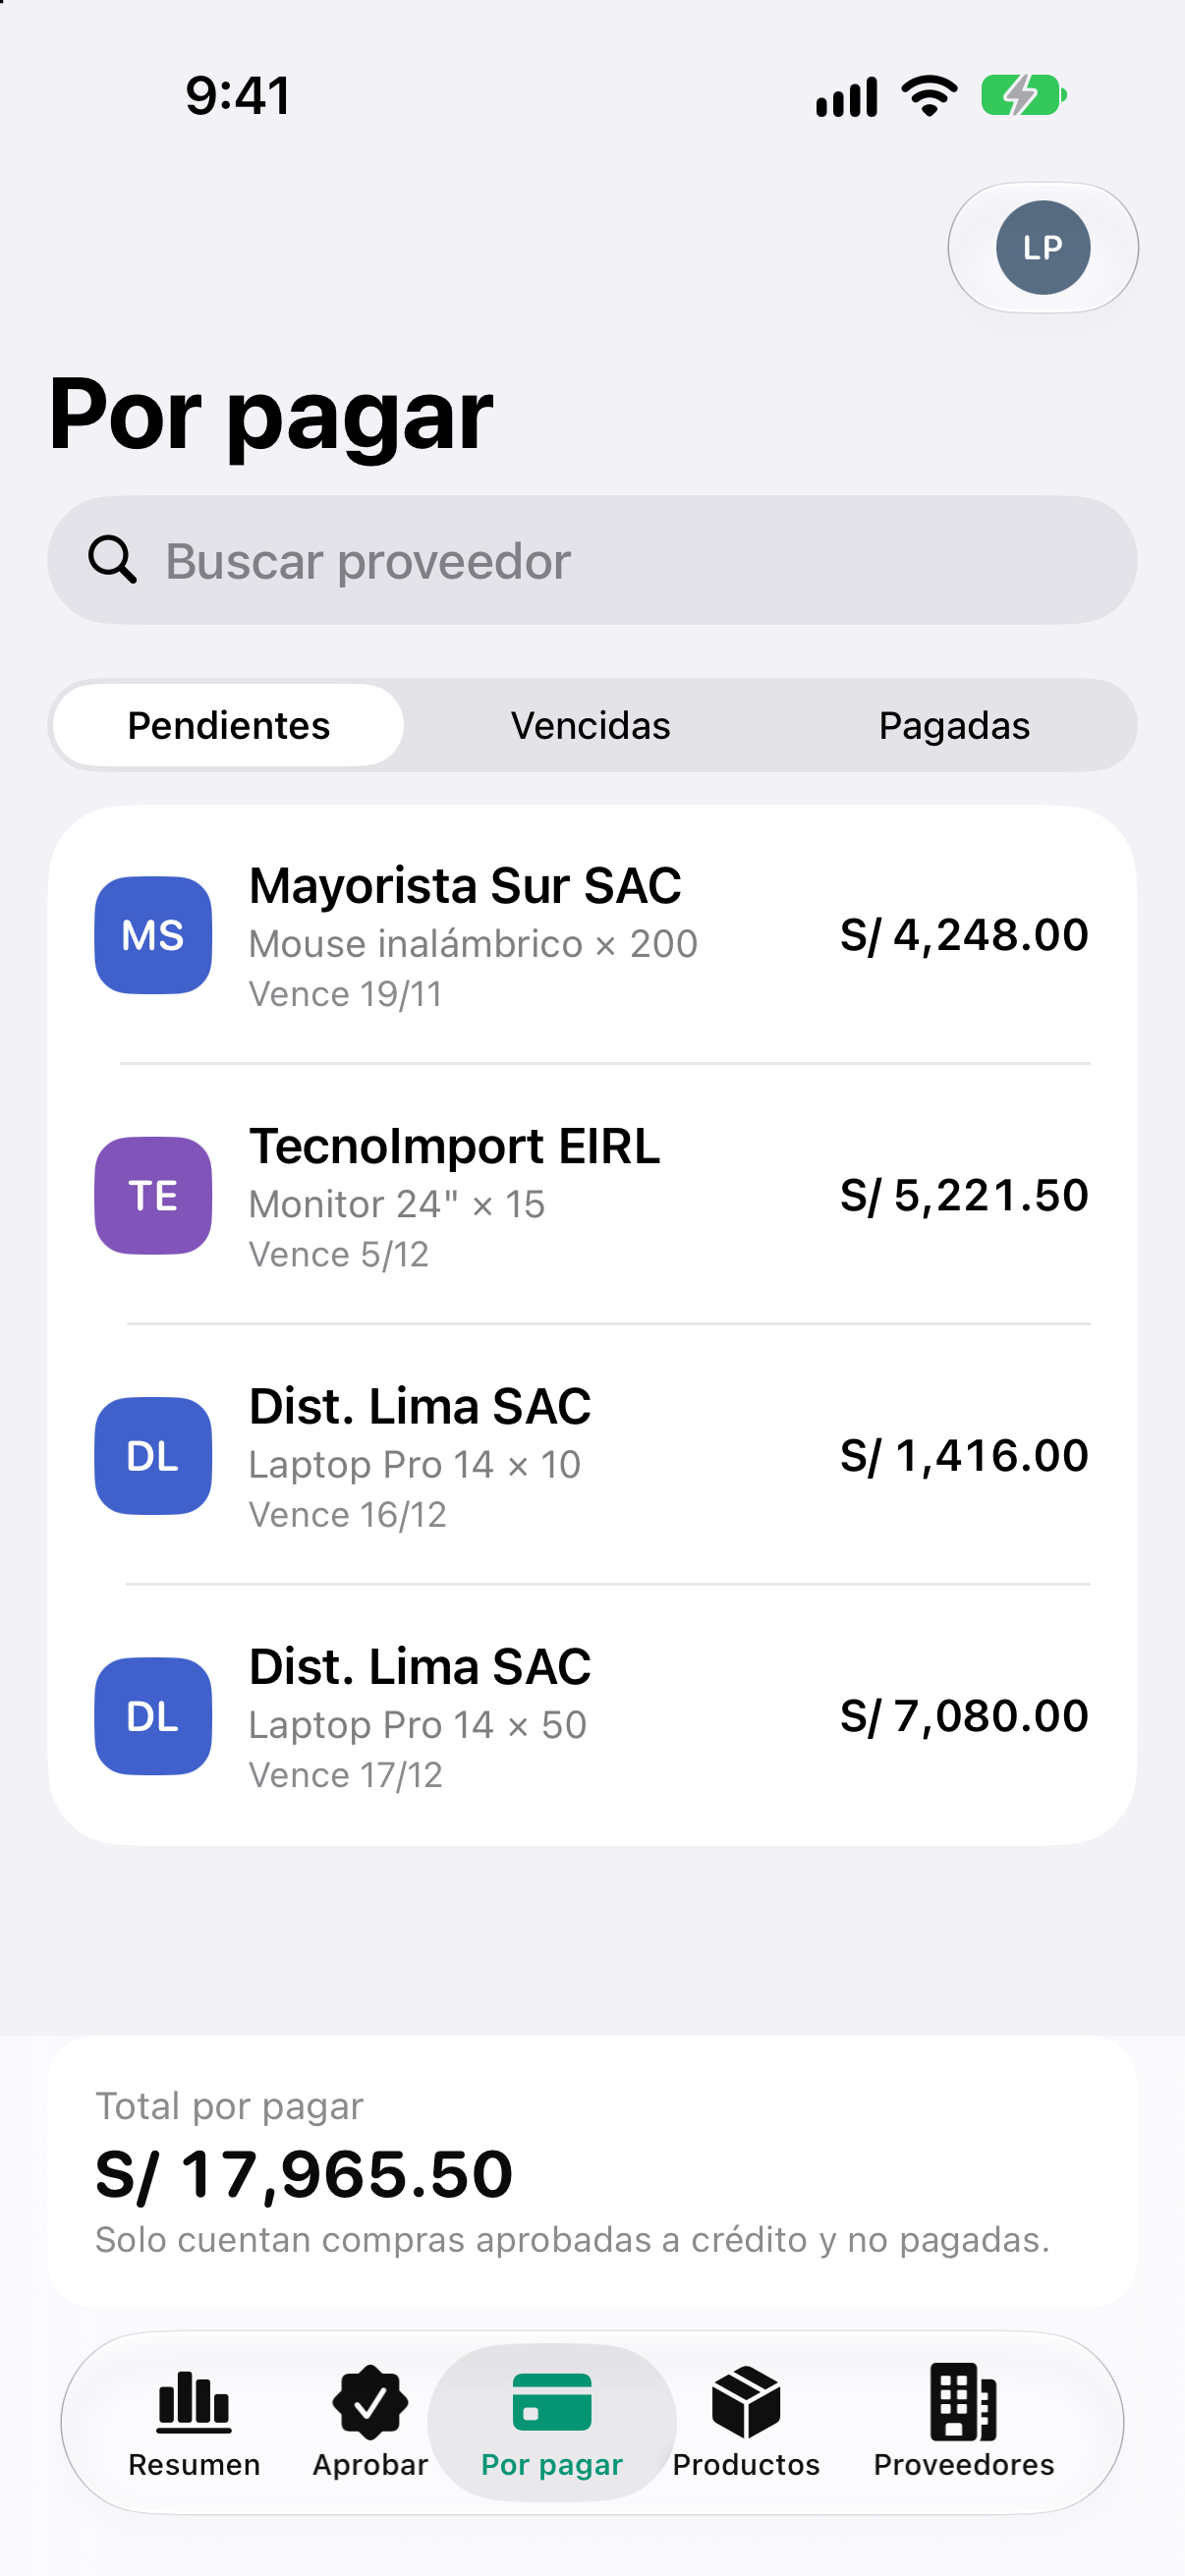 9:41
LP
Por pagar
Buscar proveedor
Pendientes
Vencidas
Pagadas
MS
Mayorista Sur SAC
Mouse inalámbrico × 200
Vence 19/11
S/ 4,248.00
TE
TecnoImport EIRL
Monitor 24" × 15
Vence 5/12
S/ 5,221.50
DL
Dist. Lima SAC
Laptop Pro 14 × 10
Vence 16/12
S/ 1,416.00
DL
Dist. Lima SAC
Laptop Pro 14 × 50
Vence 17/12
S/ 7,080.00
Total por pagar
S/ 17,965.50
Solo cuentan compras aprobadas a crédito y no pagadas.
Resumen
Aprobar
Por pagar
Productos
Proveedores